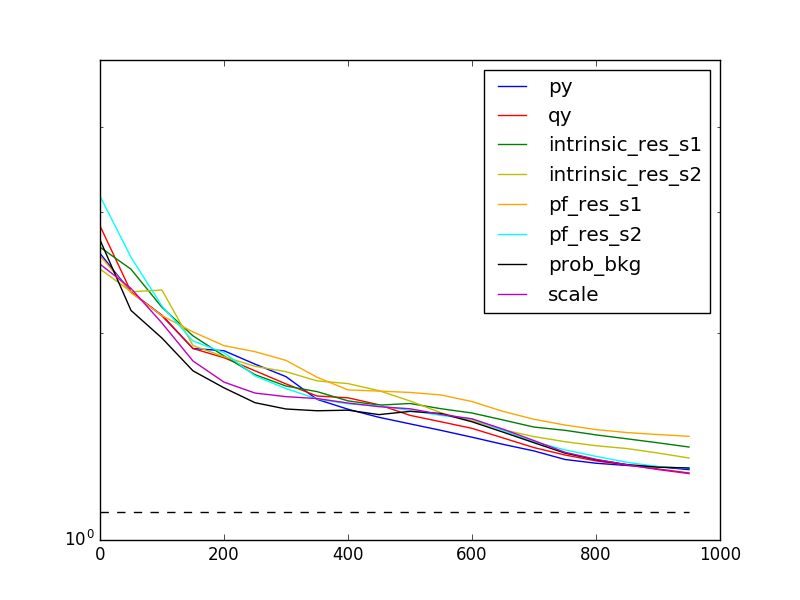 py
qy
intrinsic_res_s1
intrinsic_res_s2
pf_res_s1
pf_res_s2
prob_bkg
scale
10^0
0 200 400 600 800 1000